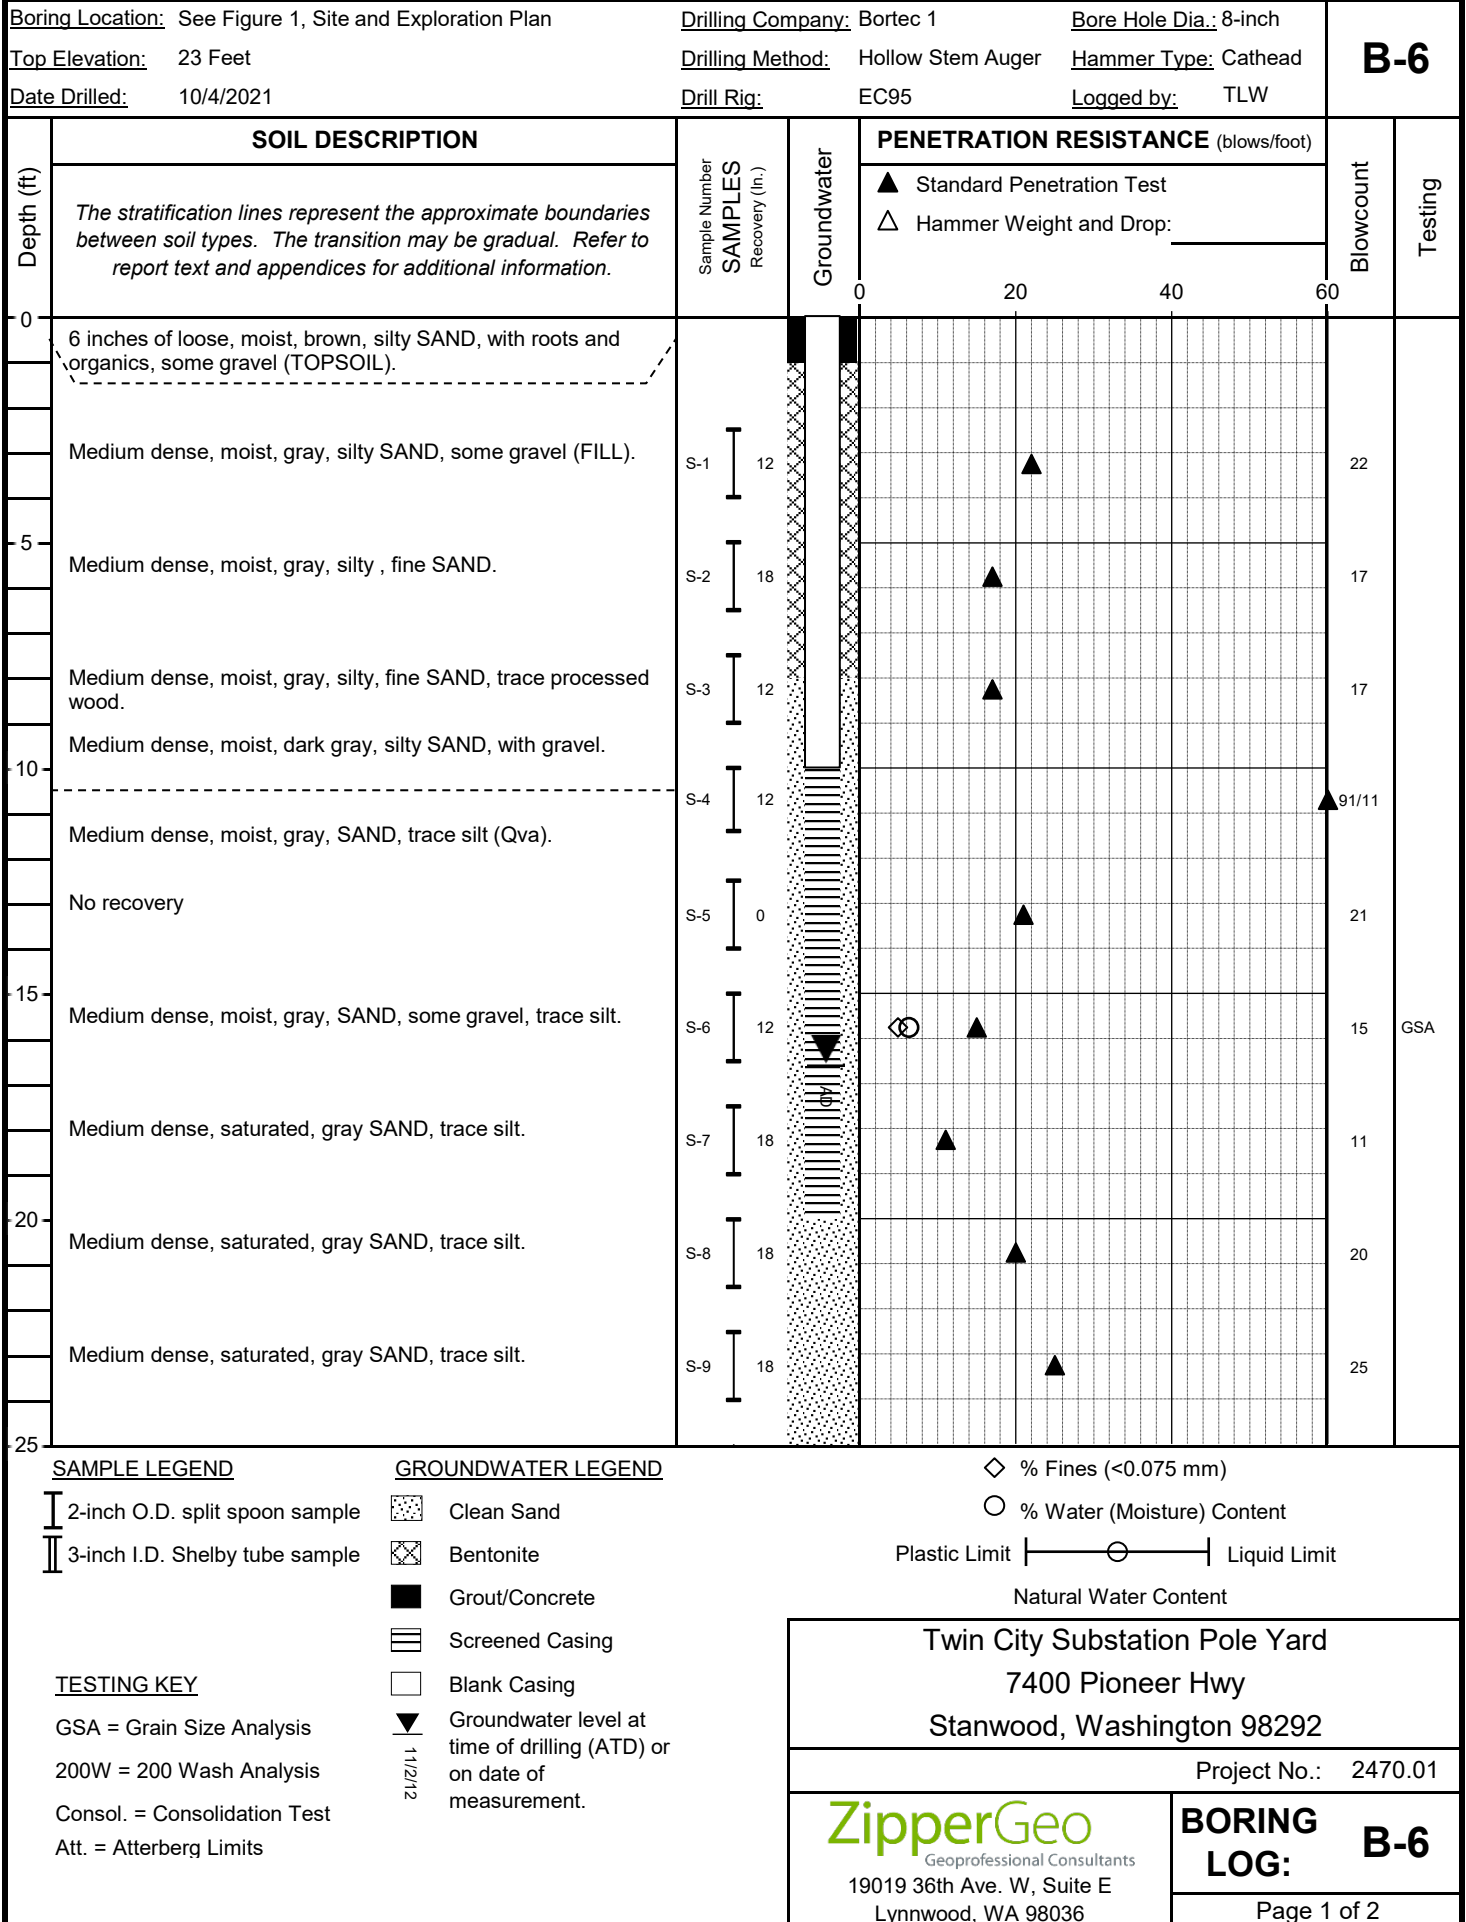 Boring Location: See Figure 1, Site and Exploration Plan
Drilling Company: Bortec 1
Bore Hole Dia.: 8-inch
Top Elevation: 23 Feet
Drilling Method: Hollow Stem Auger
Hammer Type: Cathead
B-6
Date Drilled: 10/4/2021
Drill Rig: EC95
Logged by: TLW
Depth (ft)
SOIL DESCRIPTION
The stratification lines represent the approximate boundaries
between soil types. The transition may be gradual. Refer to
report text and appendices for additional information.
Sample Number
SAMPLES
Recovery (In.)
Groundwater
PENETRATION RESISTANCE (blows/foot)
▲ Standard Penetration Test
△ Hammer Weight and Drop:
0 20 40 60
Blowcount
Testing
0
6 inches of loose, moist, brown, silty SAND, with roots and
organics, some gravel (TOPSOIL).
Medium dense, moist, gray, silty SAND, some gravel (FILL).
S-1 12 22
5
Medium dense, moist, gray, silty , fine SAND.
S-2 18 17
Medium dense, moist, gray, silty, fine SAND, trace processed
wood.
S-3 12 17
Medium dense, moist, dark gray, silty SAND, with gravel.
10
S-4 12 91/11
Medium dense, moist, gray, SAND, trace silt (Qva).
No recovery
S-5 0 21
15
Medium dense, moist, gray, SAND, some gravel, trace silt.
S-6 12 15 GSA
AD
Medium dense, saturated, gray SAND, trace silt.
S-7 18 11
20
Medium dense, saturated, gray SAND, trace silt.
S-8 18 20
Medium dense, saturated, gray SAND, trace silt.
S-9 18 25
25
SAMPLE LEGEND
2-inch O.D. split spoon sample
3-inch I.D. Shelby tube sample
TESTING KEY
GSA = Grain Size Analysis
200W = 200 Wash Analysis
Consol. = Consolidation Test
Att. = Atterberg Limits
GROUNDWATER LEGEND
Clean Sand
Bentonite
Grout/Concrete
Screened Casing
Blank Casing
Groundwater level at
time of drilling (ATD) or
on date of
measurement.
11/2/12
% Fines (<0.075 mm)
% Water (Moisture) Content
Plastic Limit Liquid Limit
Natural Water Content
Twin City Substation Pole Yard
7400 Pioneer Hwy
Stanwood, Washington 98292
Project No.: 2470.01
ZipperGeo
Geoprofessional Consultants
19019 36th Ave. W, Suite E
Lynnwood, WA 98036
BORING
LOG:
B-6
Page 1 of 2